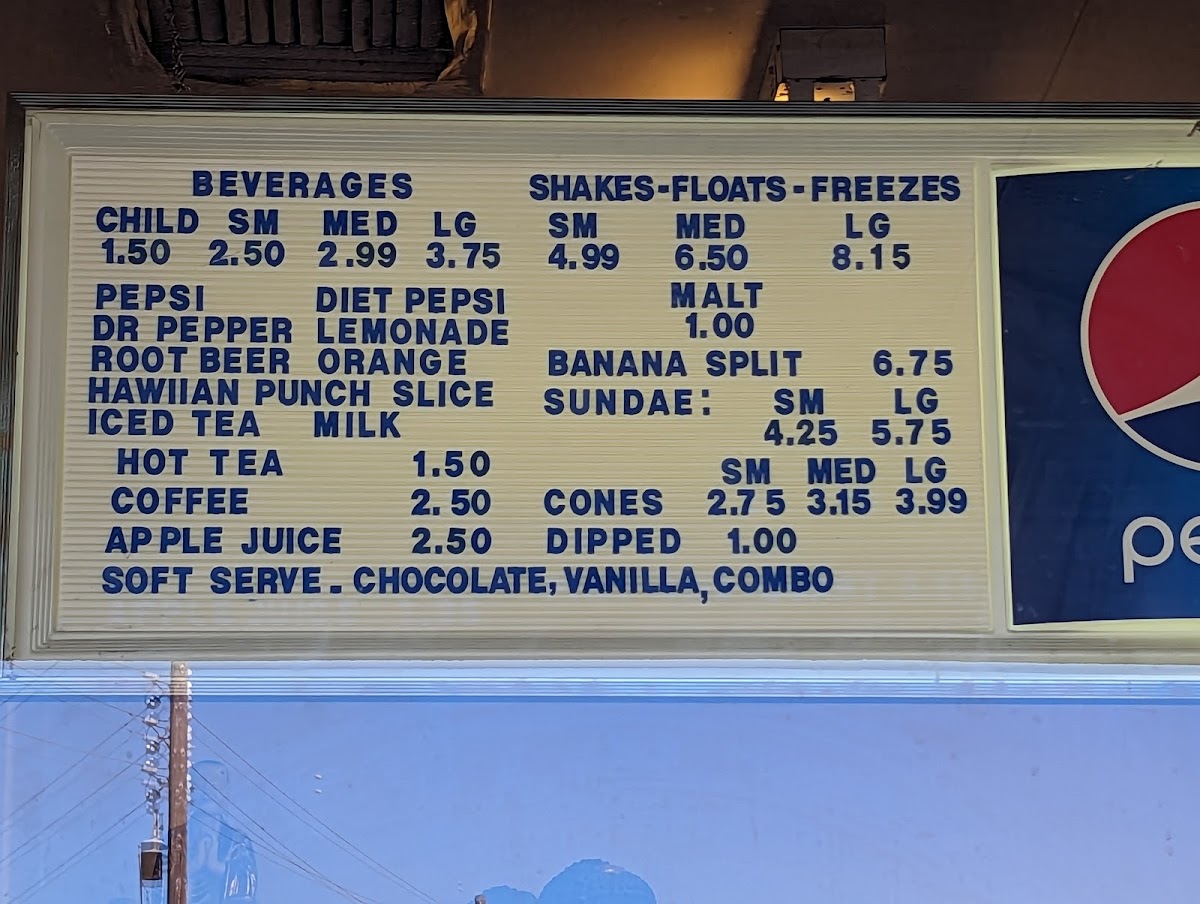 BEVERAGES
CHILD SM MED LG
1.50 2.50 2.99 3.75
PEPSI DIET PEPSI
DR PEPPER LEMONADE
ROOT BEER ORANGE
HAWIIAN PUNCH SLICE
ICED TEA MILK
HOT TEA 1.50
COFFEE 2.50
APPLE JUICE 2.50
SHAKES-FLOATS-FREEZES
SM MED LG
4.99 6.50 8.15
MALT
1.00
BANANA SPLIT 6.75
SUNDAE: SM LG
4.25 5.75
SM MED LG
CONES 2.75 3.15 3.99
DIPPED 1.00
SOFT SERVE. CHOCOLATE, VANILLA, COMBO
pe